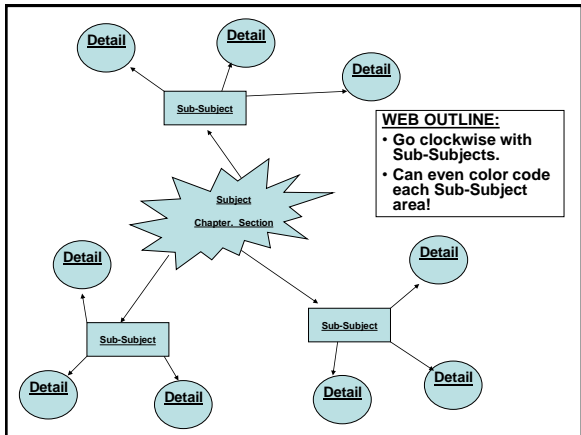 Detail
Detail
Detail
Sub-Subject
WEB OUTLINE:
• Go clockwise with
Sub-Subjects.
• Can even color code
each Sub-Subject
area!
Subject
Chapter. Section
Detail
Detail
Sub-Subject
Sub-Subject
Detail
Detail
Detail
Detail